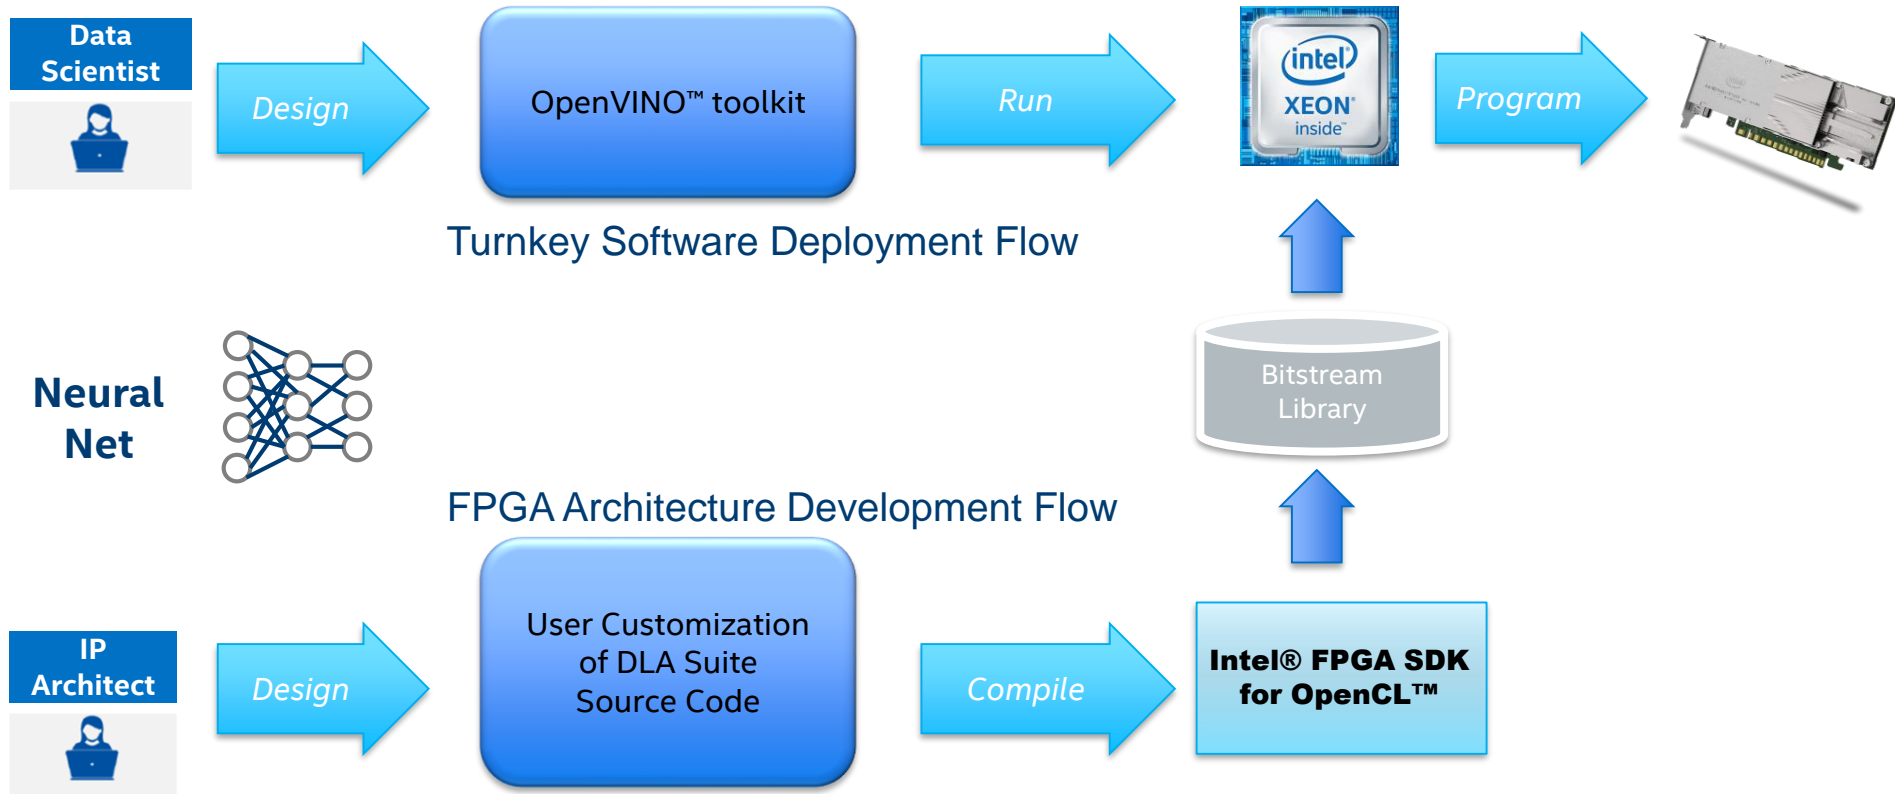 Data
Scientist
Design
OpenVINO™ toolkit
Run
intel
XEON®
inside™
Program
Turnkey Software Deployment Flow
Neural
Net
Bitstream
Library
FPGA Architecture Development Flow
IP
Architect
Design
User Customization
of DLA Suite
Source Code
Compile
Intel® FPGA SDK
for OpenCL™